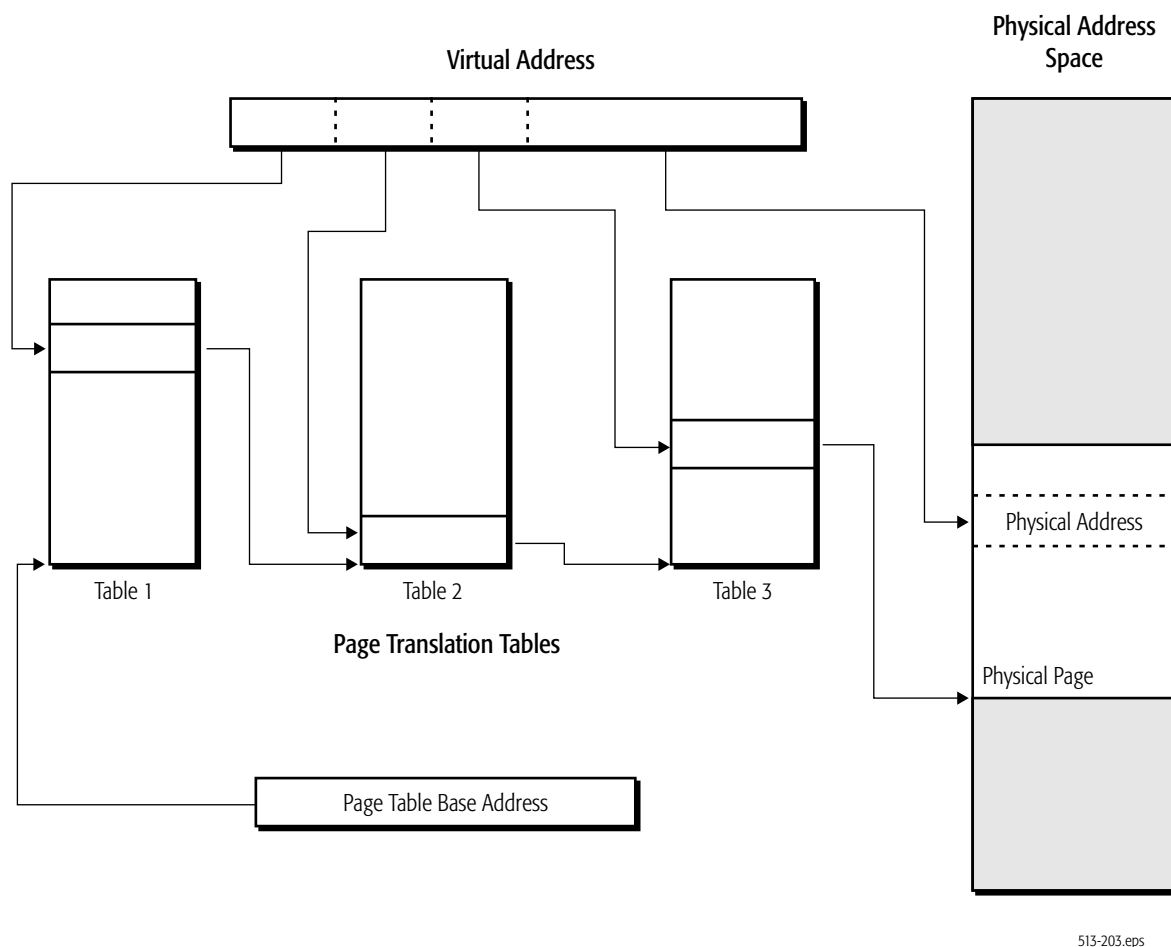 Physical Address
Space
Virtual Address
Physical Address
Table 1
Table 2
Table 3
Page Translation Tables
Physical Page
Page Table Base Address
513-203.eps